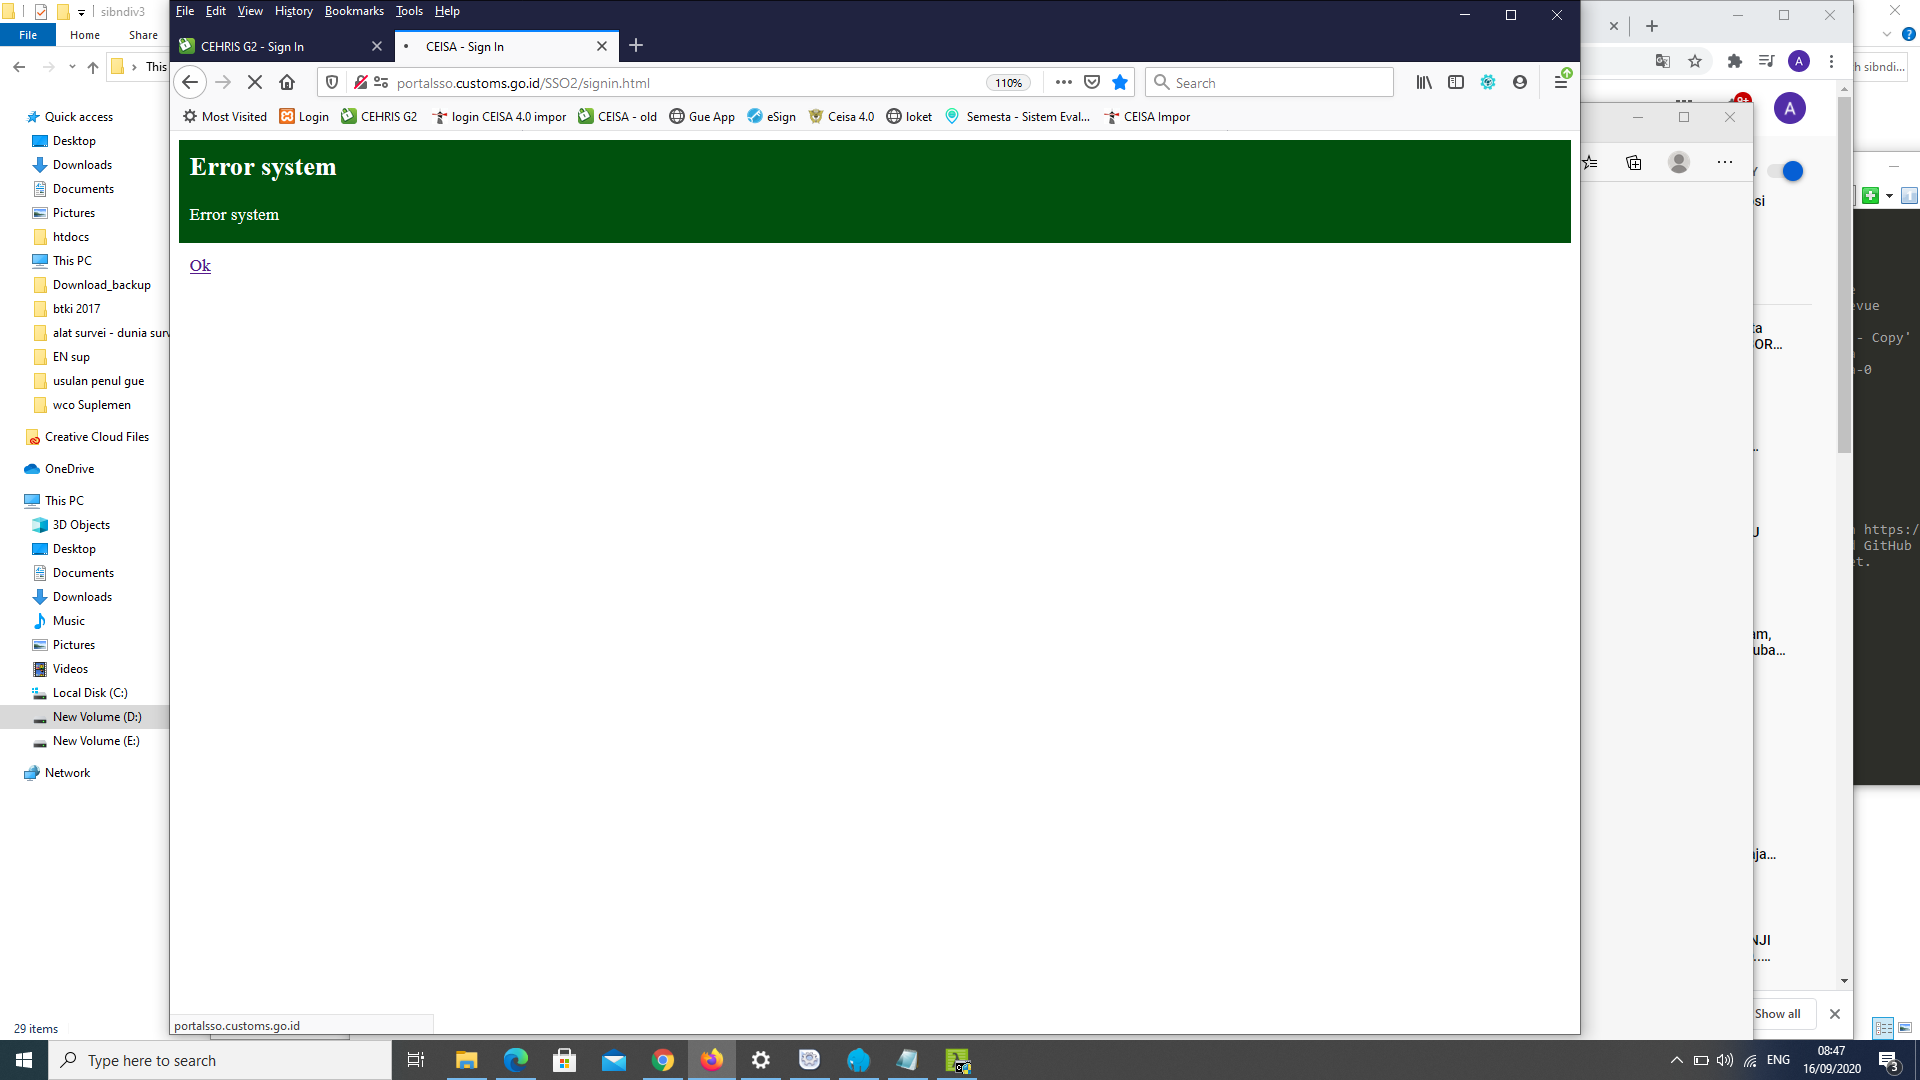 sibndiv3
File Home Share
This
Quick access
Desktop
Downloads
Documents
Pictures
htdocs
This PC
Download_backup
btki 2017
alat survei - dunia surv
EN sup
usulan penul gue
wco Suplemen
Creative Cloud Files
OneDrive
This PC
3D Objects
Desktop
Documents
Downloads
Music
Pictures
Videos
Local Disk (C:)
New Volume (D:)
New Volume (E:)
Network
29 items
File Edit View History Bookmarks Tools Help
CEHRIS G2 - Sign In
CEISA - Sign In
portalsso.customs.go.id/SSO2/signin.html
110%
Search
Most Visited Login CEHRIS G2 login CEISA 4.0 impor CEISA - old Gue App eSign Ceisa 4.0 loket Semesta - Sistem Eval... CEISA Impor
Error system
Error system
Ok
portalsso.customs.go.id
A
9+
A
Y
si
ta
OR...
...
U
am,
uba...
ja...
NJI
.....
Show all
h sibndi...
evue
- Copy'
-0
https:/
GitHub
et.
Type here to search
ENG
08:47
16/09/2020
3